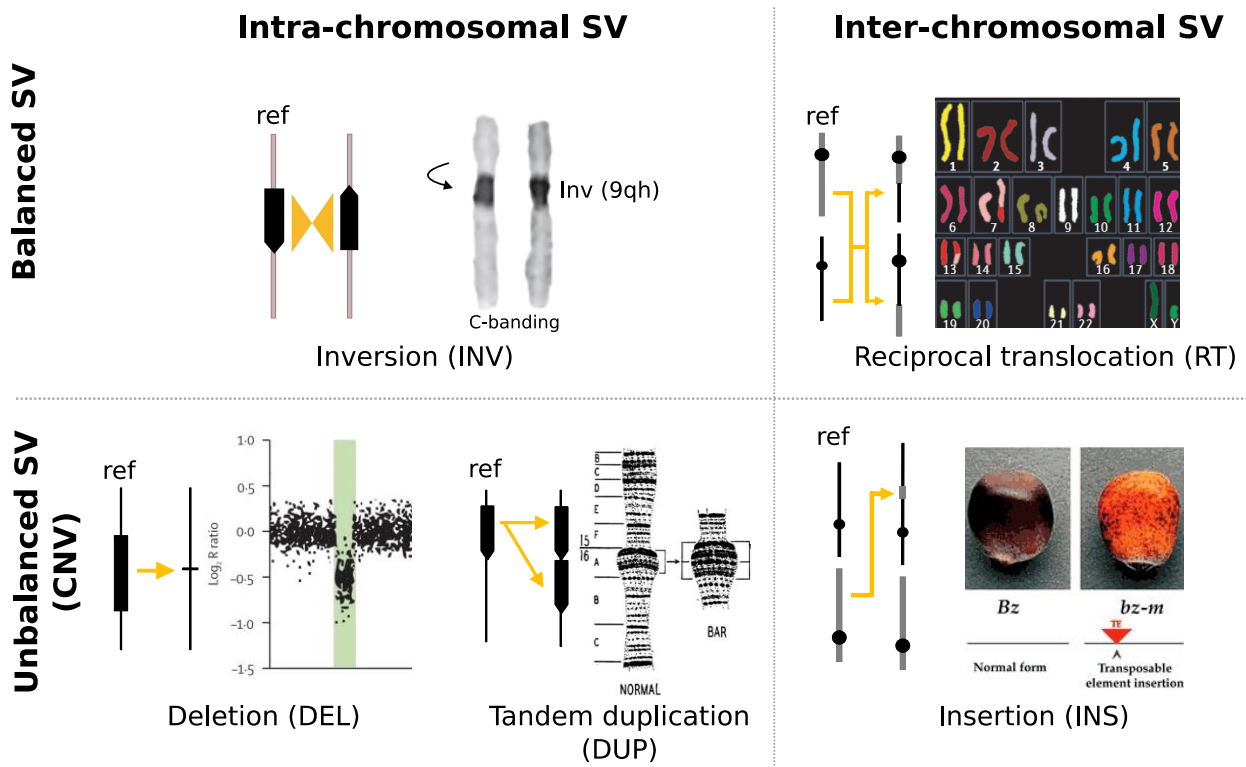 Intra-chromosomal SV
Inter-chromosomal SV
Balanced SV
ref
Inv (9qh)
C-banding
Inversion (INV)
ref
1 2 3 4 5
6 7 8 9 10 11 12
13 14 15 16 17 18
19 20 21 22 X Y
Reciprocal translocation (RT)
Unbalanced SV
(CNV)
ref
Log2 R ratio
1·0
0·5
0·0
−0·5
−1·0
−1·5
Deletion (DEL)
ref
B
C
D
E
F
15
16
A
B
C
NORMAL
BAR
Tandem duplication
(DUP)
ref
Bz
bz-m
TE
Normal form
Transposable
element insertion
Insertion (INS)